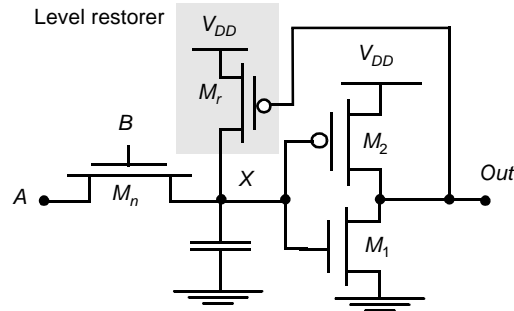 Level restorer
V_DD
V_DD
M_r
B
M_2
A
M_n
X
Out
M_1